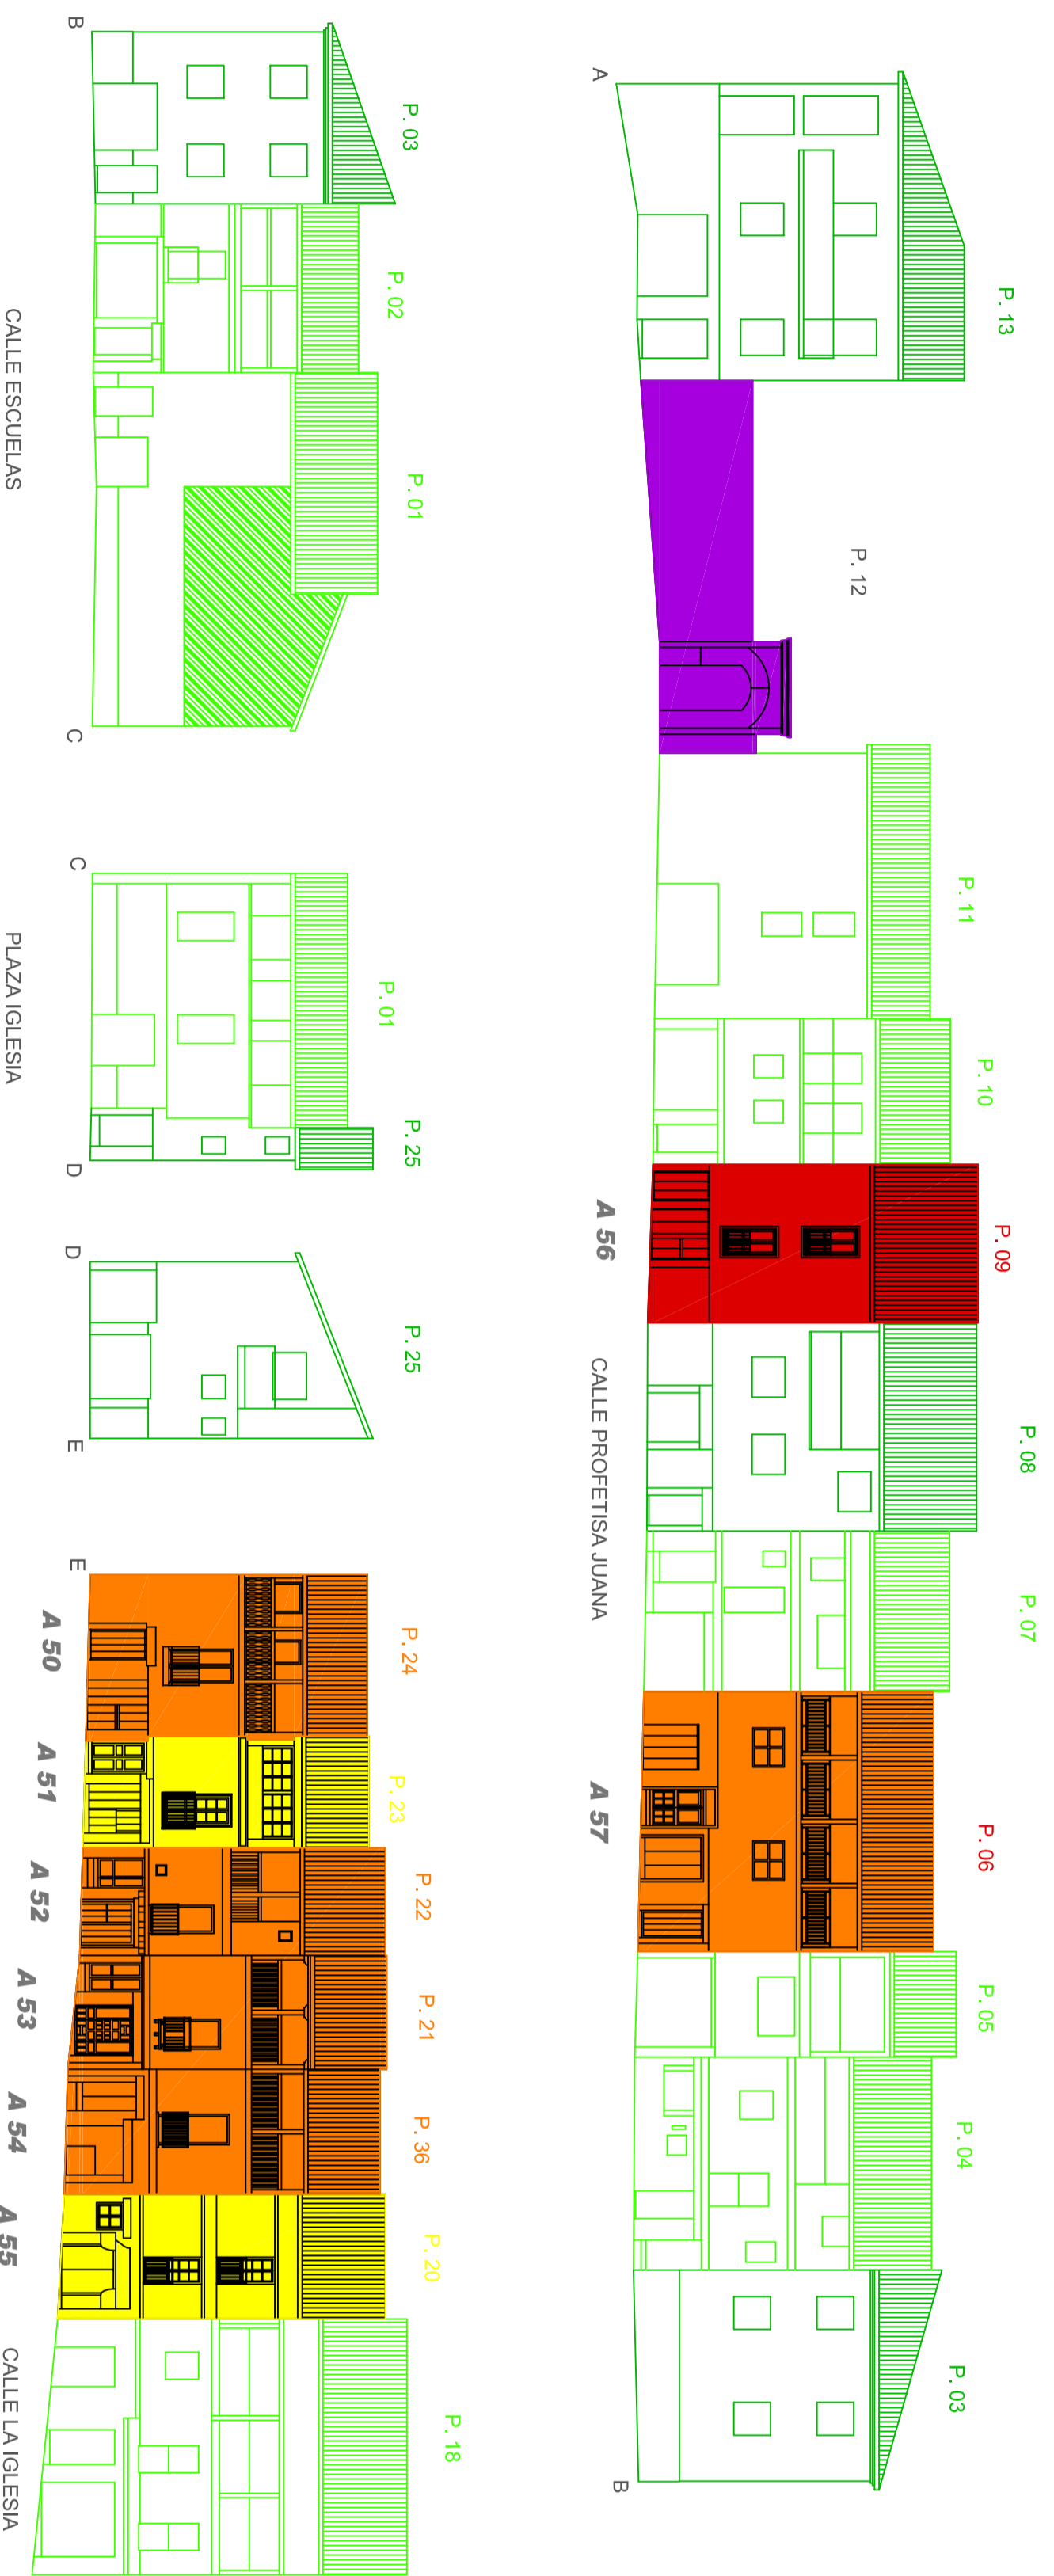 A
P. 13
P. 12
P. 11
P. 10
P. 09
P. 08
P. 07
P. 06
P. 05
P. 04
P. 03
B
A 56
CALLE PROFETISA JUANA
A 57
B
P. 03
P. 02
P. 01
C
C
P. 01
P. 25
D
D
P. 25
E
E
P. 24
P. 23
P. 22
P. 21
P. 36
P. 20
P. 18
A 50
A 51
A 52
A 53
A 54
A 55
CALLE ESCUELAS
PLAZA IGLESIA
CALLE LA IGLESIA